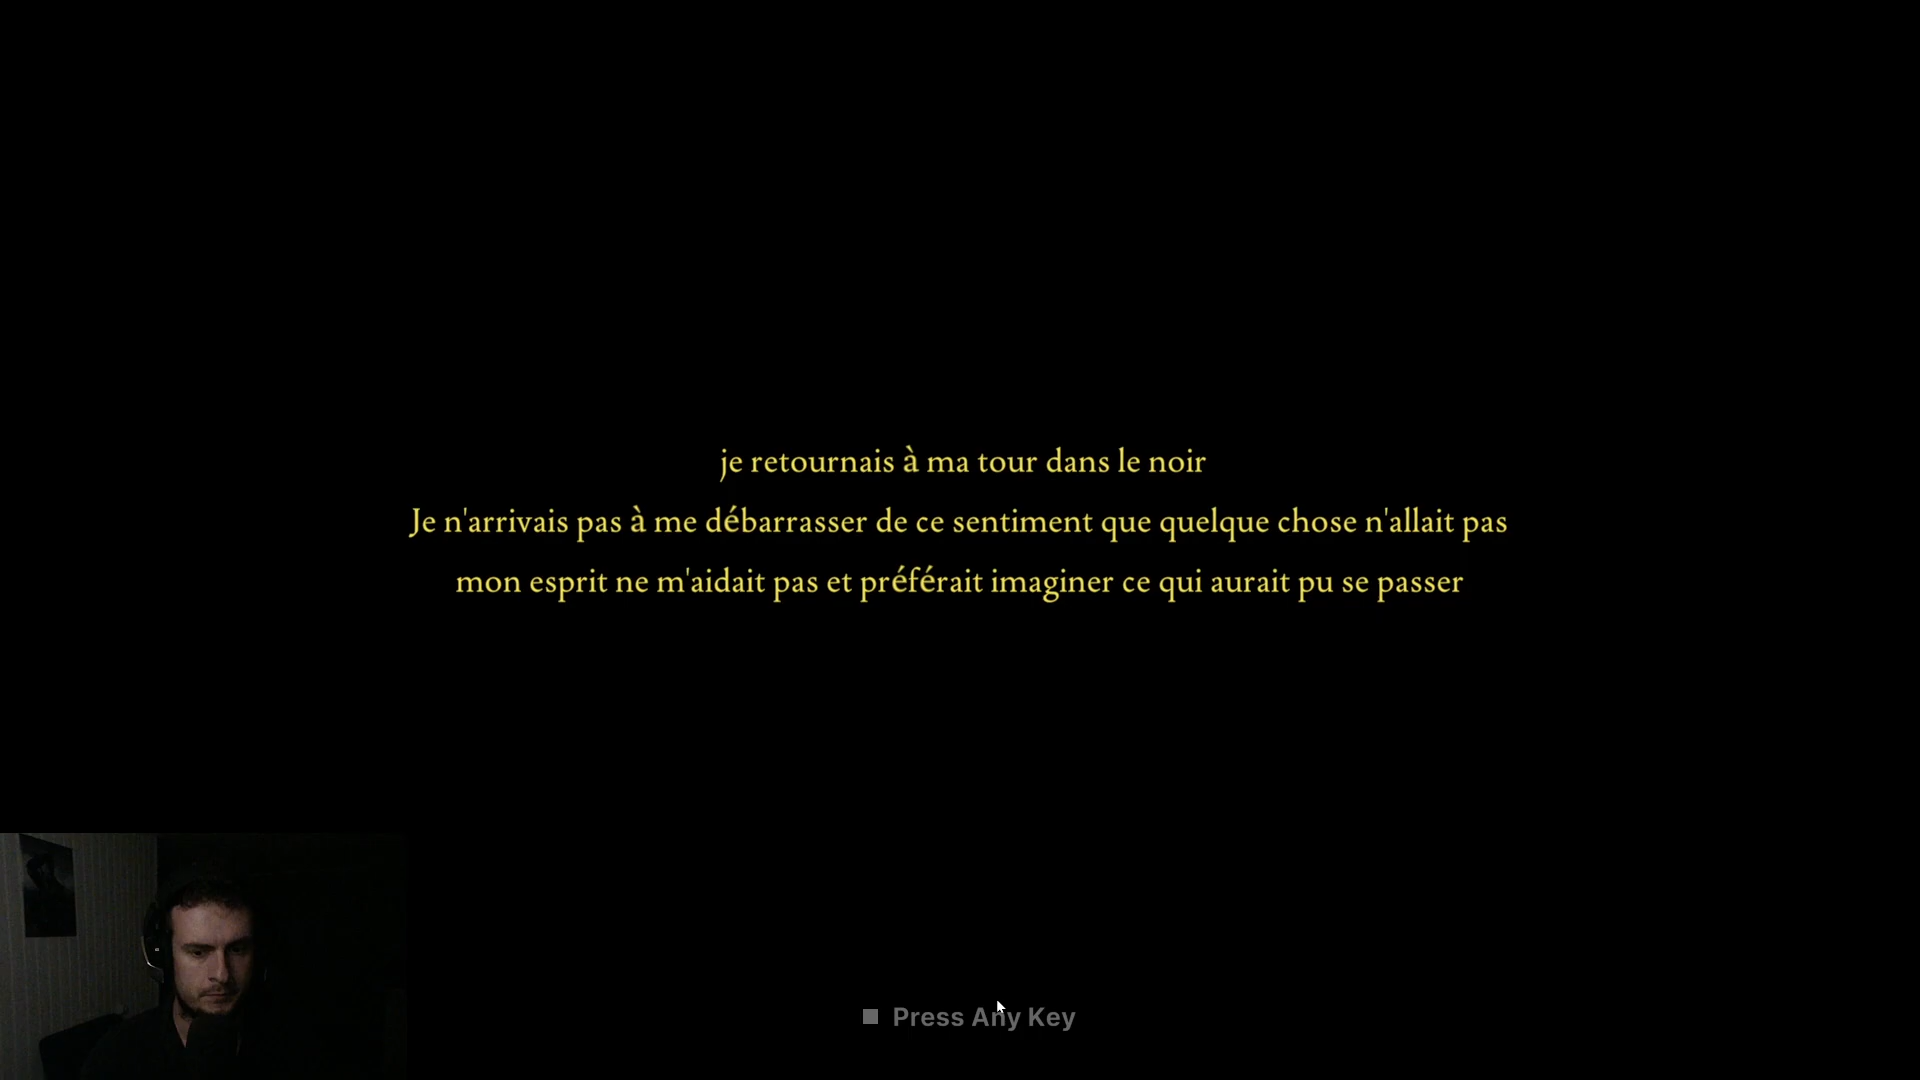 je retournais à ma tour dans le noir
Je n'arrivais pas à me débarrasser de ce sentiment que quelque chose n'allait pas
mon esprit ne m'aidait pas et préférait imaginer ce qui aurait pu se passer
Press Any Key